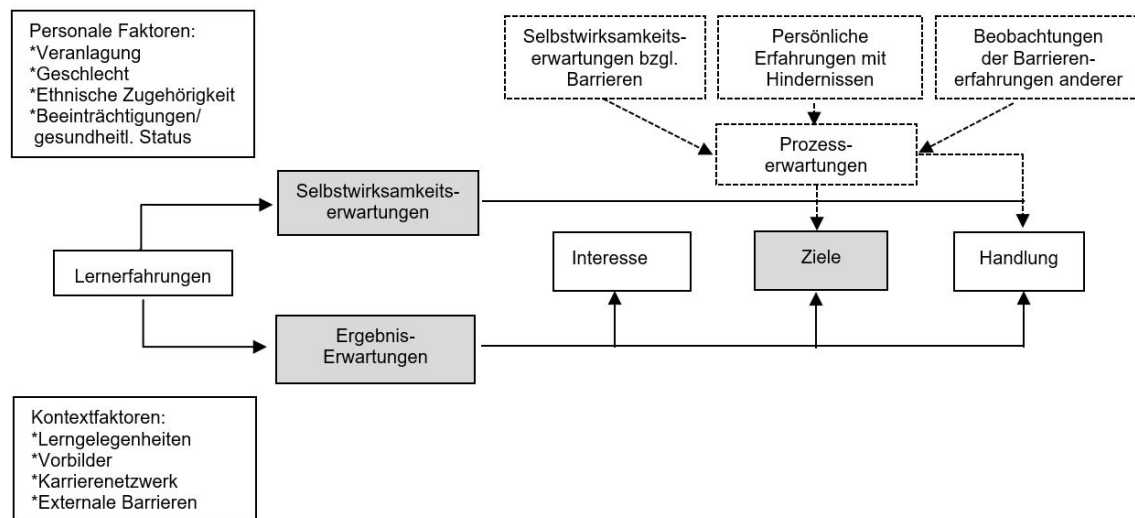 Personale Faktoren:
*Veranlagung
*Geschlecht
*Ethnische Zugehörigkeit
*Beeinträchtigungen/
gesundheitl. Status
Selbstwirksamkeits-
erwartungen bzgl.
Barrieren
Persönliche
Erfahrungen mit
Hindernissen
Beobachtungen
der Barrieren-
erfahrungen anderer
Prozess-
erwartungen
Selbstwirksamkeits-
erwartungen
Lernerfahrungen
Interesse
Ziele
Handlung
Ergebnis-
Erwartungen
Kontextfaktoren:
*Lerngelegenheiten
*Vorbilder
*Karrierenetzwerk
*Externale Barrieren